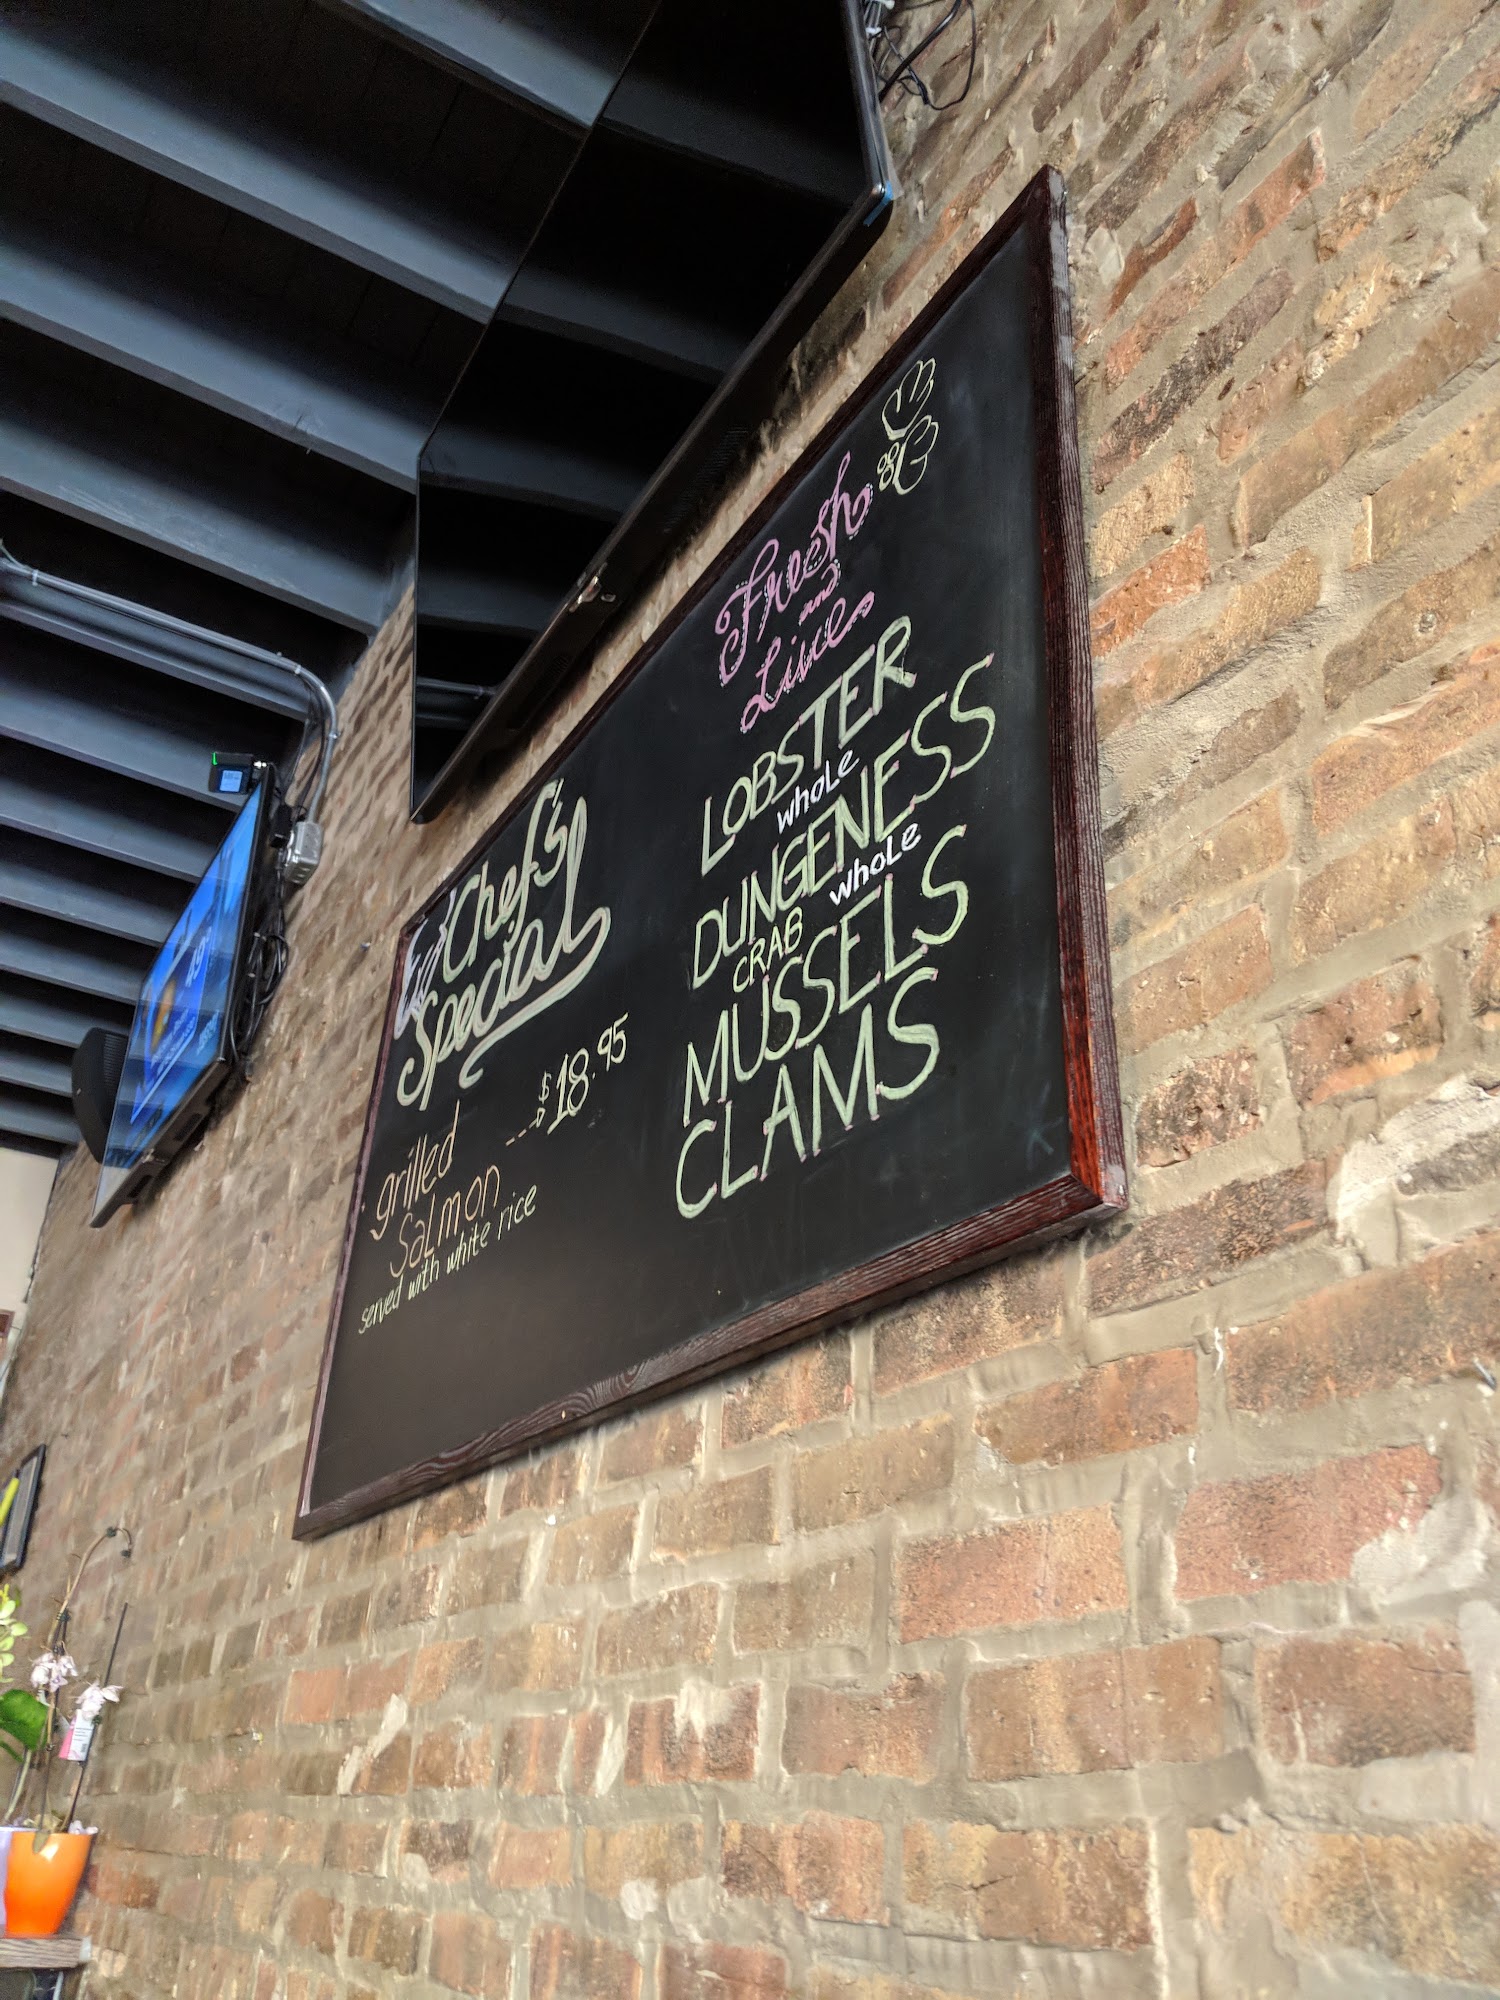 Chef's
Special
grilled
Salmon
--- $18.95
served with white rice
Fresh
and
Live
LOBSTER
whole
DUNGENESS
CRAB whole
MUSSELS
CLAMS